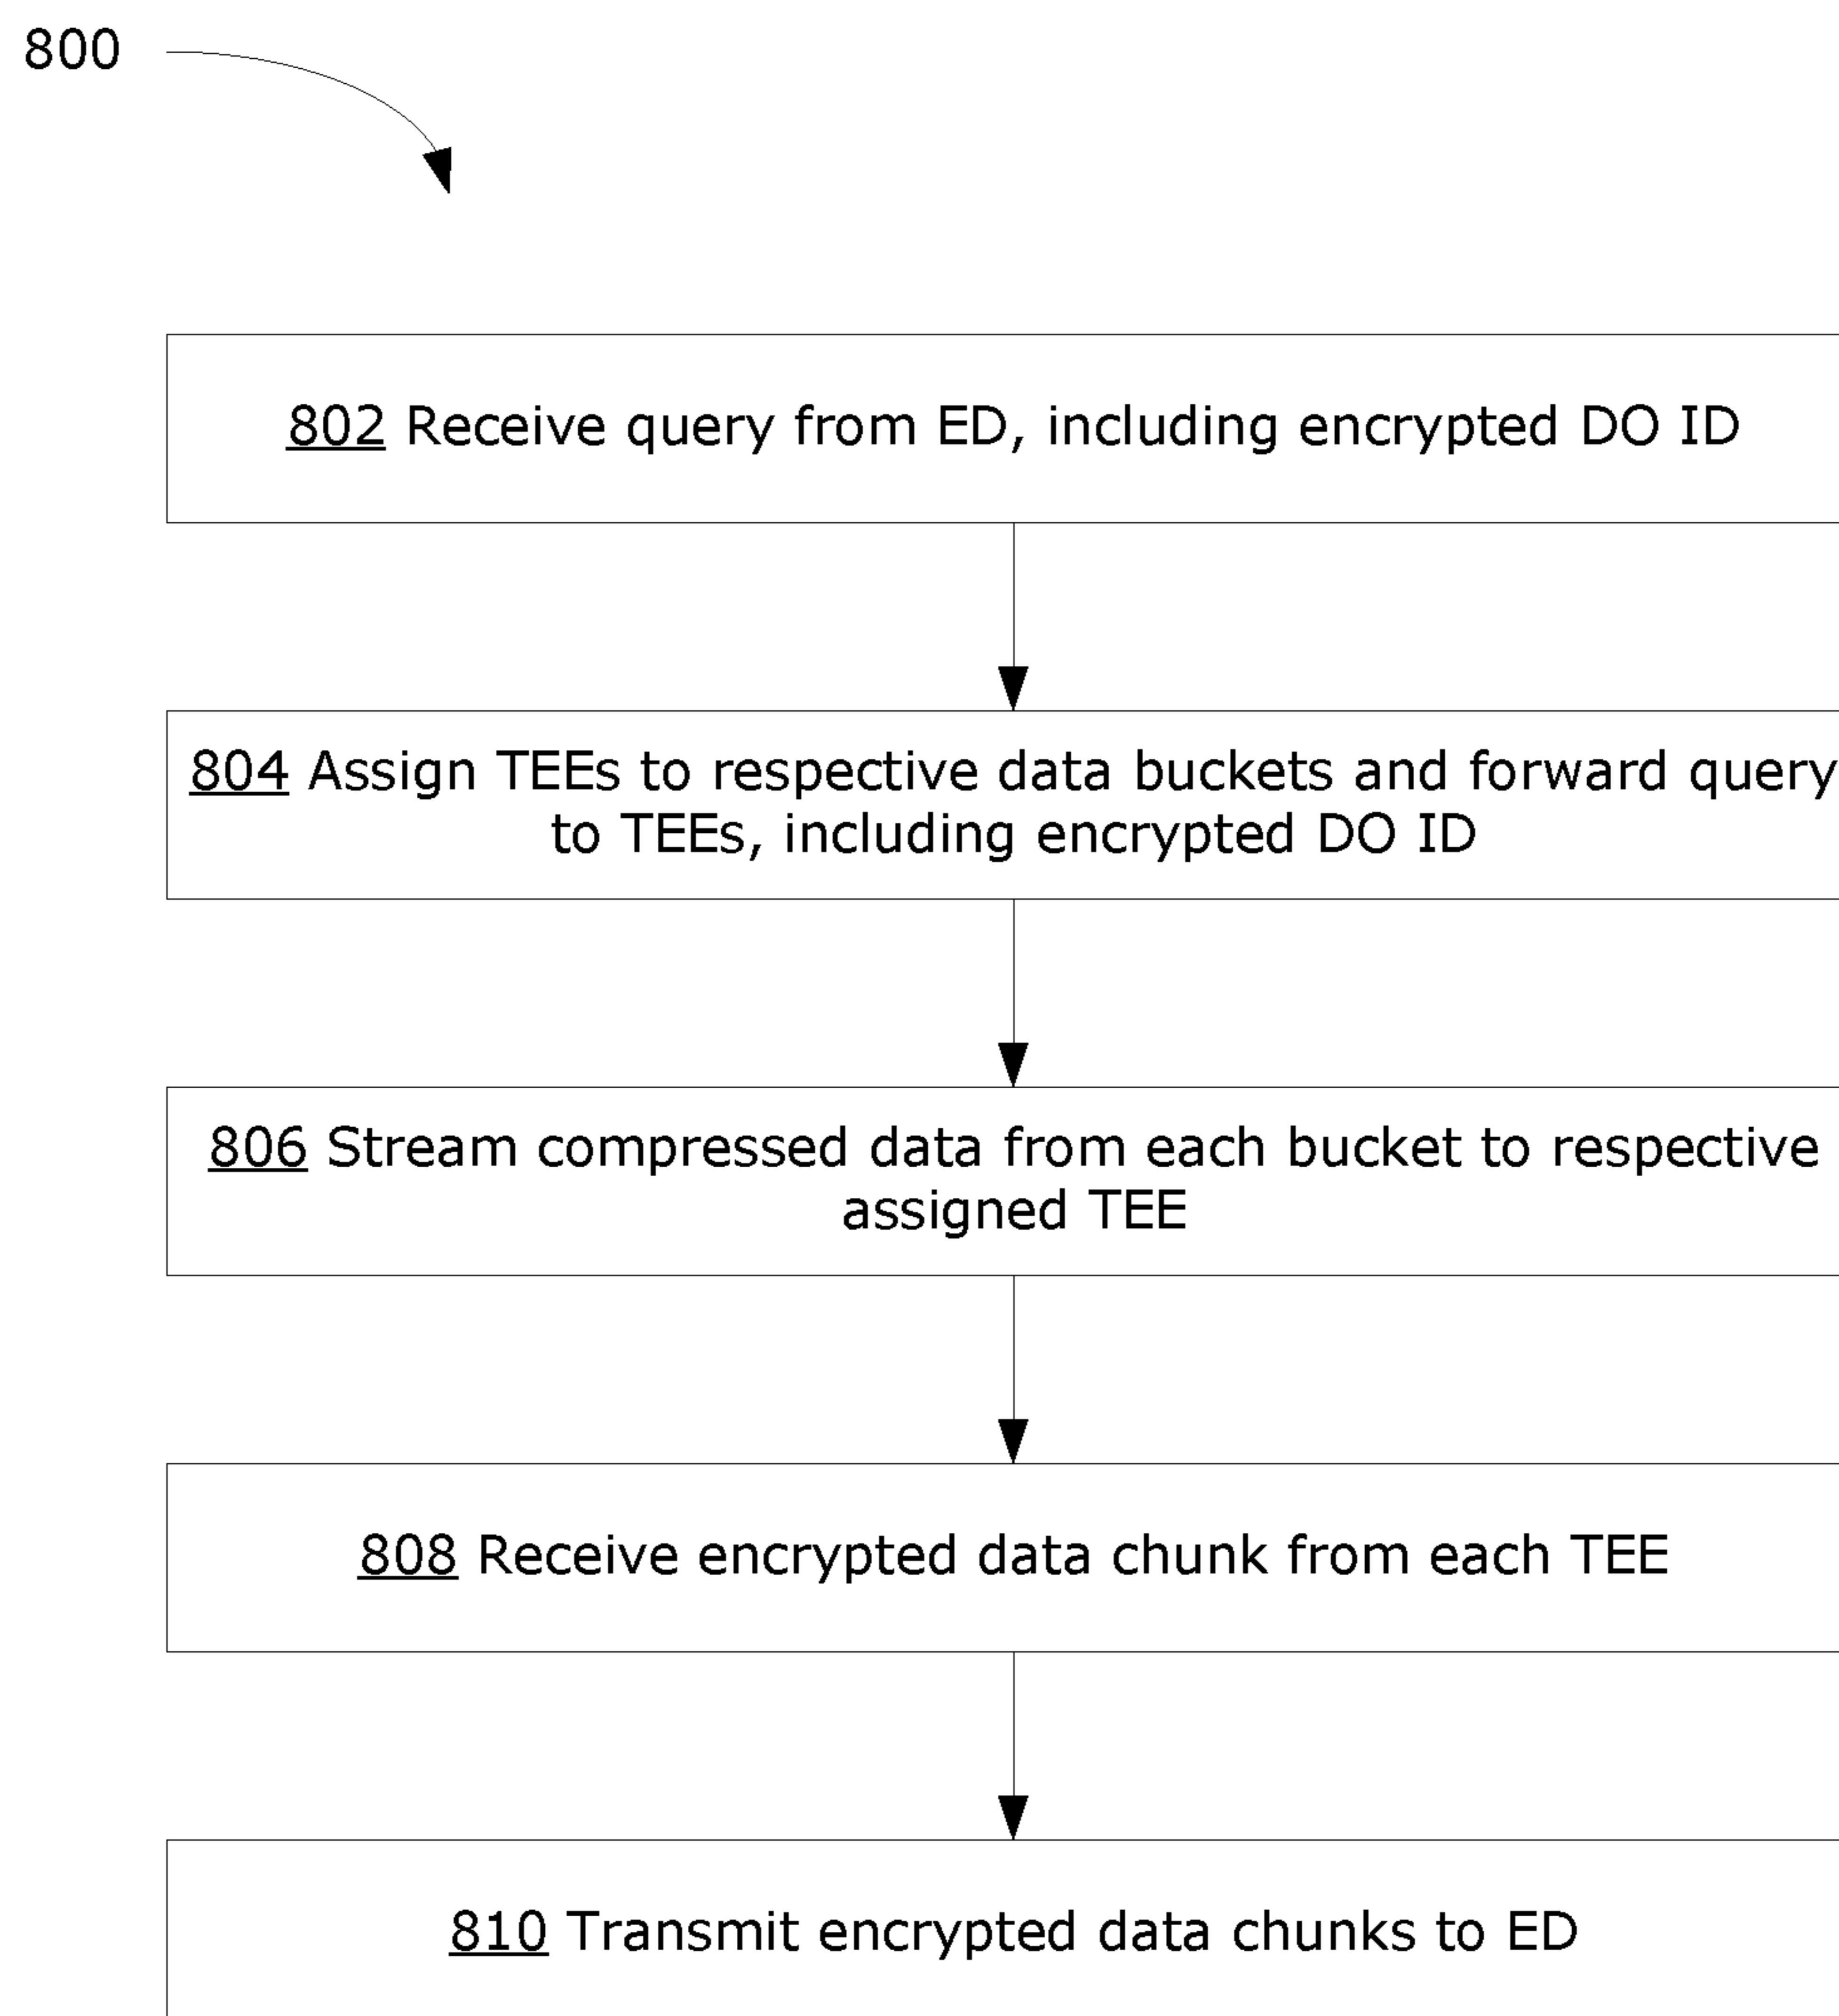 800
802 Receive query from ED, including encrypted DO ID
804 Assign TEEs to respective data buckets and forward query
to TEEs, including encrypted DO ID
806 Stream compressed data from each bucket to respective
assigned TEE
808 Receive encrypted data chunk from each TEE
810 Transmit encrypted data chunks to ED